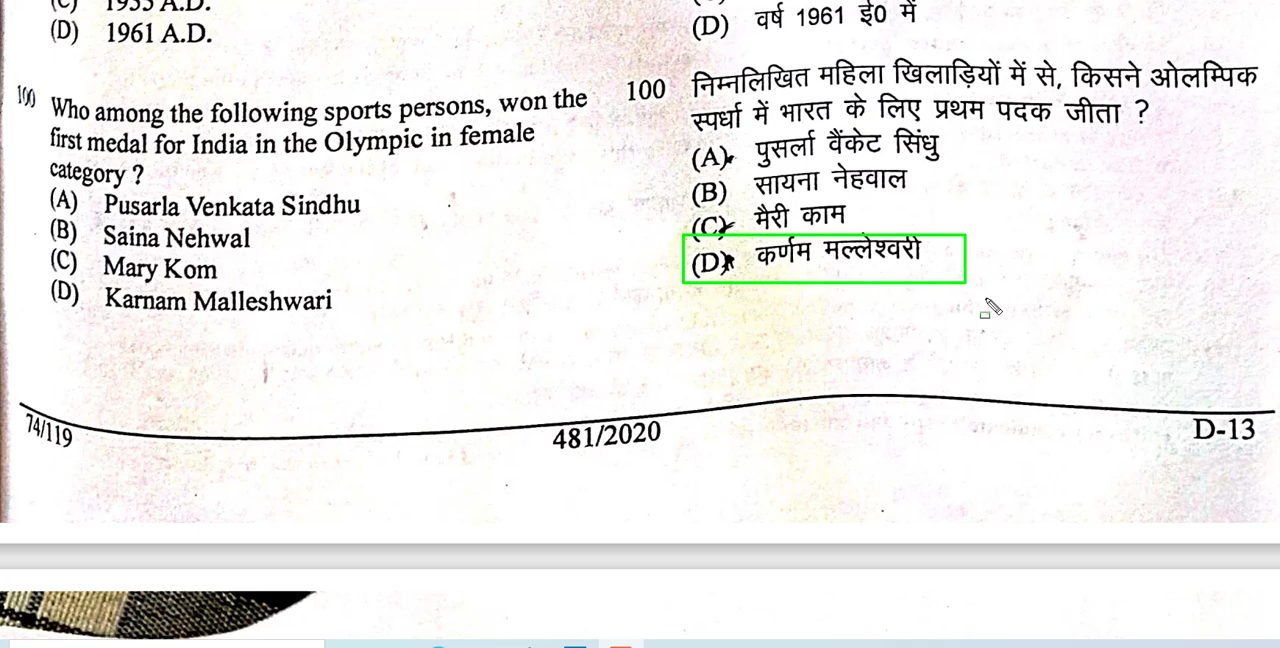 (C) 1955 A.D.
(D) 1961 A.D.
100 Who among the following sports persons, won the
first medal for India in the Olympic in female
category ?
(A) Pusarla Venkata Sindhu
(B) Saina Nehwal
(C) Mary Kom
(D) Karnam Malleshwari
(D) वर्ष 1961 ई0 में
100 निम्नलिखित महिला खिलाड़ियों में से, किसने ओलम्पिक
स्पर्धा में भारत के लिए प्रथम पदक जीता ?
(A) पुसर्ला वैंकेट सिंधु
(B) सायना नेहवाल
(C) मैरी काम
(D) कर्णम मल्लेश्वरी
74/119
481/2020
D-13